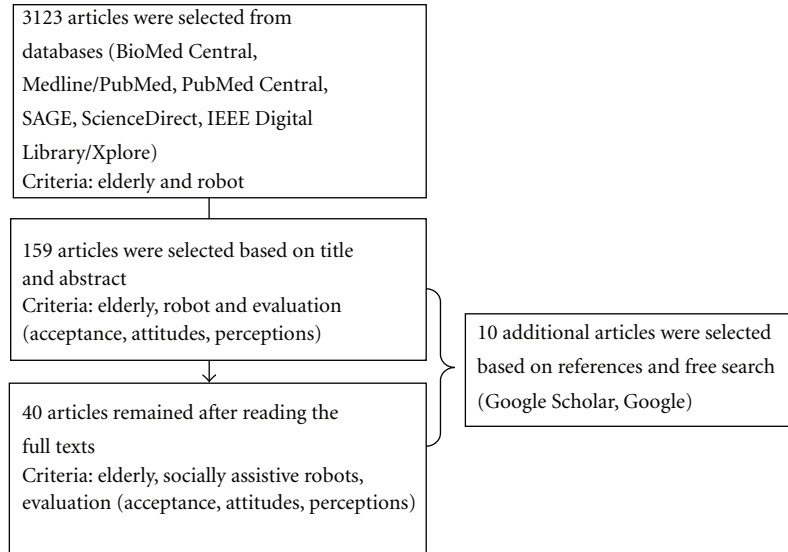 3123 articles were selected from
databases (BioMed Central,
Medline/PubMed, PubMed Central,
SAGE, ScienceDirect, IEEE Digital
Library/Xplore)
Criteria: elderly and robot
159 articles were selected based on title
and abstract
Criteria: elderly, robot and evaluation
(acceptance, attitudes, perceptions)
10 additional articles were selected
based on references and free search
(Google Scholar, Google)
40 articles remained after reading the
full texts
Criteria: elderly, socially assistive robots,
evaluation (acceptance, attitudes, perceptions)